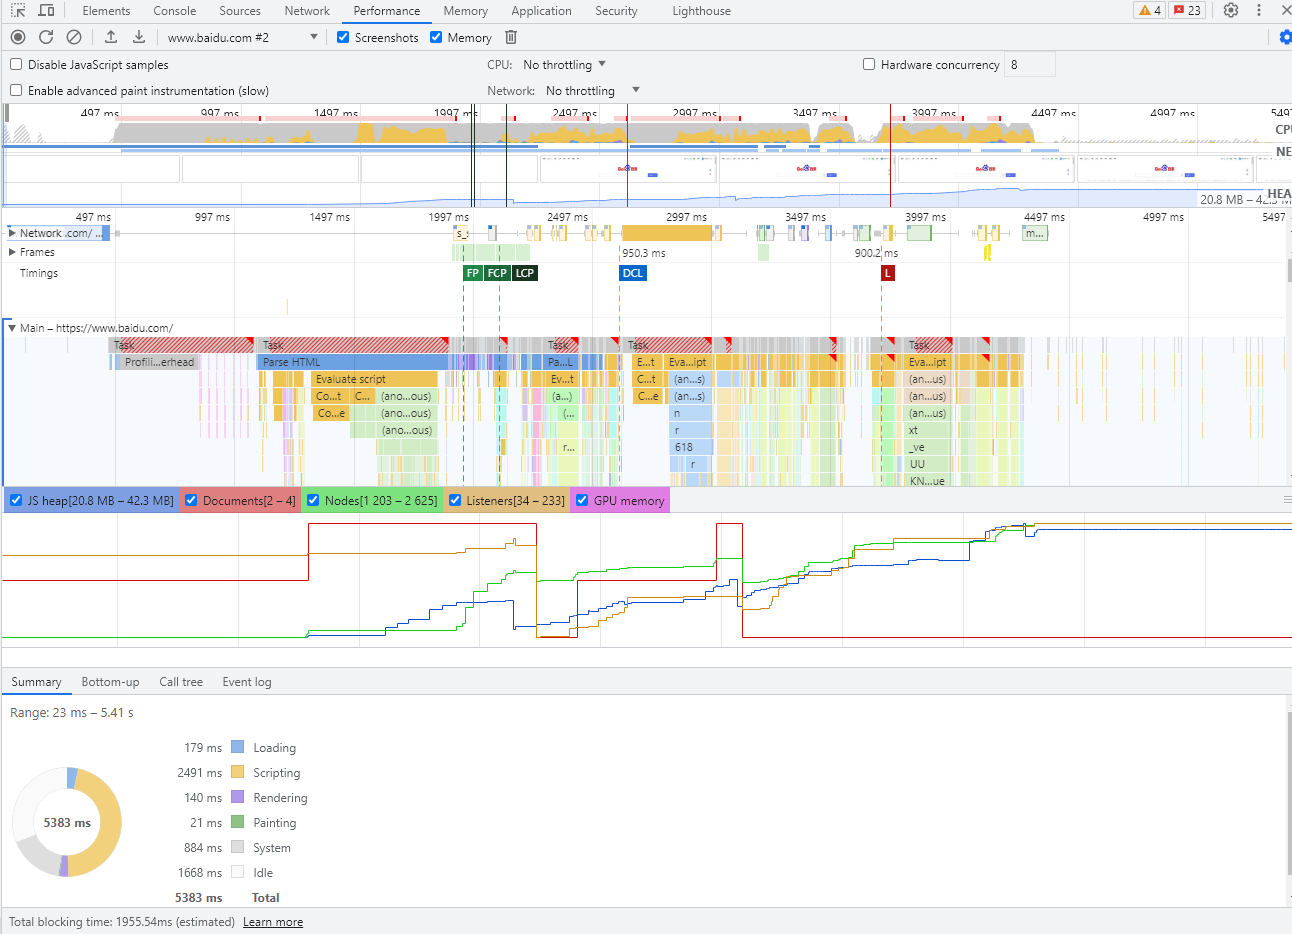 Elements Console Sources Network Performance Memory Application Security Lighthouse 4 23
www.baidu.com #2 Screenshots Memory
Disable JavaScript samples CPU: No throttling Hardware concurrency 8
Enable advanced paint instrumentation (slow) Network: No throttling
497 ms 997 ms 1497 ms 1997 ms 2497 ms 2997 ms 3497 ms 3997 ms 4497 ms 4997 ms 5497
CPU
NE
HEA
20.8 MB – 42.3 M
497 ms 997 ms 1497 ms 1997 ms 2497 ms 2997 ms 3497 ms 3997 ms 4497 ms 4997 ms 5497
Network .com/ ... s_s m...
Frames 950.3 ms 900.2 ms
Timings FP FCP LCP DCL L
Main – https://www.baidu.com/
Task Task Task Task Task
Profili...erhead Parse HTML Pa...L E...t Eva...ipt Eva...ipt
Evaluate script Ev...t C...t (an...s) (an...us)
Co...t C... (ano...ous) (a...) C...e (an...s) (an...us)
Co...e (ano...ous) (... n (an...us)
(ano...ous) r xt
r... 618 _ve
r UU
KN...ue
JS heap[20.8 MB – 42.3 MB] Documents[2 – 4] Nodes[1 203 – 2 625] Listeners[34 – 233] GPU memory
Summary Bottom-up Call tree Event log
Range: 23 ms – 5.41 s
179 ms Loading
2491 ms Scripting
140 ms Rendering
5383 ms
21 ms Painting
884 ms System
1668 ms Idle
5383 ms Total
Total blocking time: 1955.54ms (estimated) Learn more